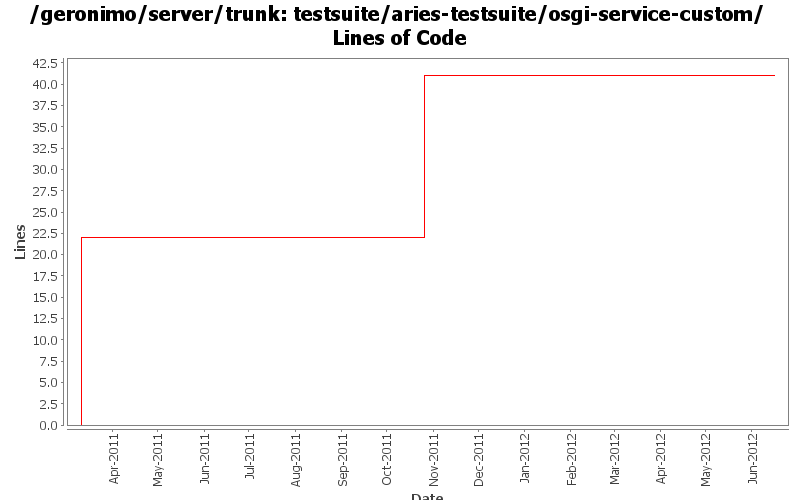 /geronimo/server/trunk: testsuite/aries-testsuite/osgi-service-custom/
Lines of Code
42.5
40.0
37.5
35.0
32.5
30.0
27.5
25.0
22.5
20.0
17.5
15.0
12.5
10.0
7.5
5.0
2.5
0.0
Lines
Apr-2011
May-2011
Jun-2011
Jul-2011
Aug-2011
Sep-2011
Oct-2011
Nov-2011
Dec-2011
Jan-2012
Feb-2012
Mar-2012
Apr-2012
May-2012
Jun-2012
Date